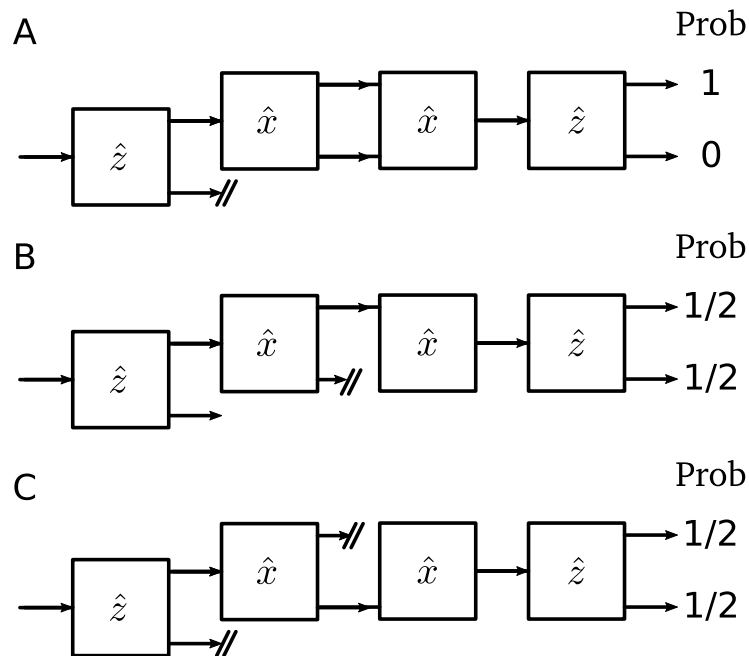 A
Prob
ẑ x̂ x̂ ẑ
1
0
B
Prob
ẑ x̂ x̂ ẑ
1/2
1/2
C
Prob
ẑ x̂ x̂ ẑ
1/2
1/2